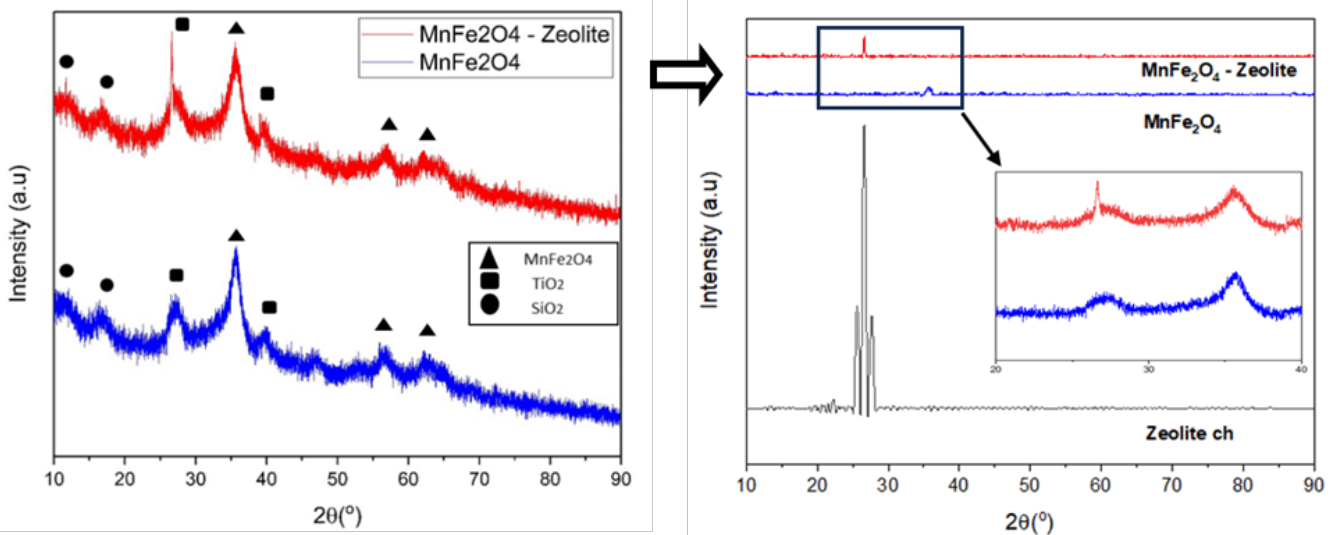 MnFe2O4 - Zeolite
MnFe2O4
Intensity (a.u)
MnFe2O4
TiO2
SiO2
10 20 30 40 50 60 70 80 90
2θ(º)
MnFe₂O₄ - Zeolite
MnFe₂O₄
Intensity (a.u)
20 30 40
Zeolite ch
10 20 30 40 50 60 70 80 90
2θ(º)